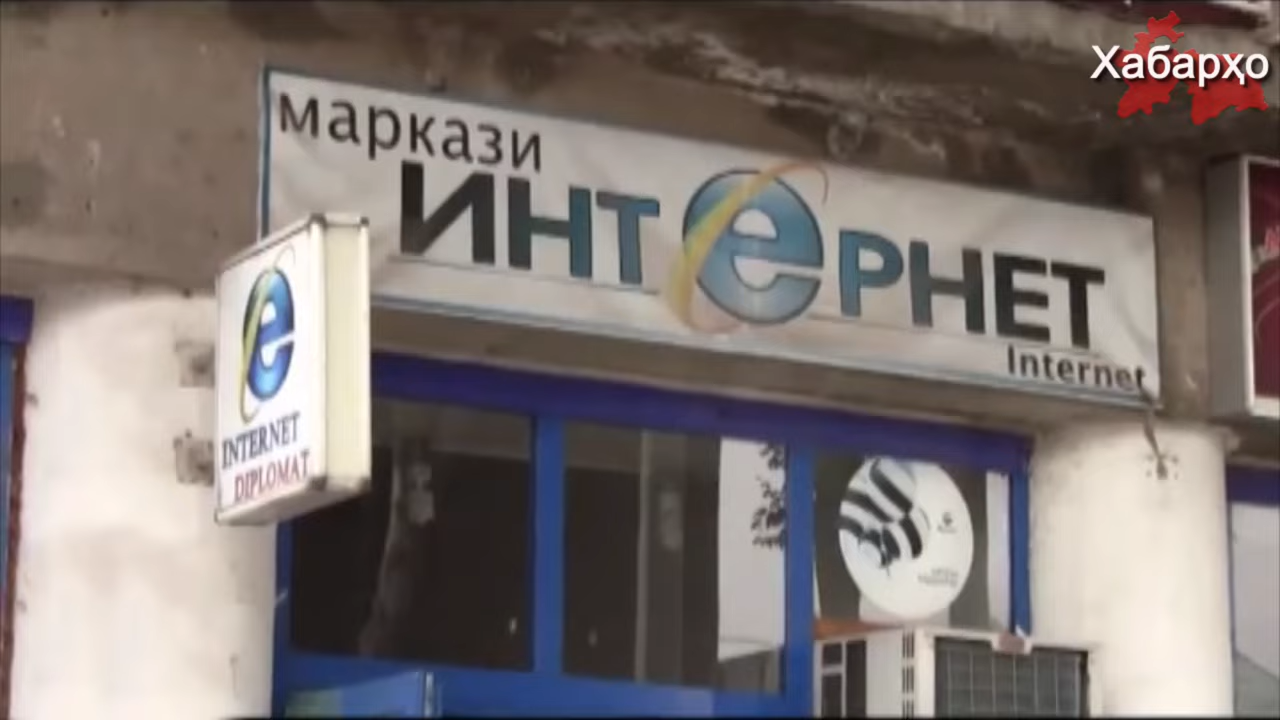 Хабарҳо
маркази
ИНТеРНЕТ
Internet
INTERNET
DIPLOMAT